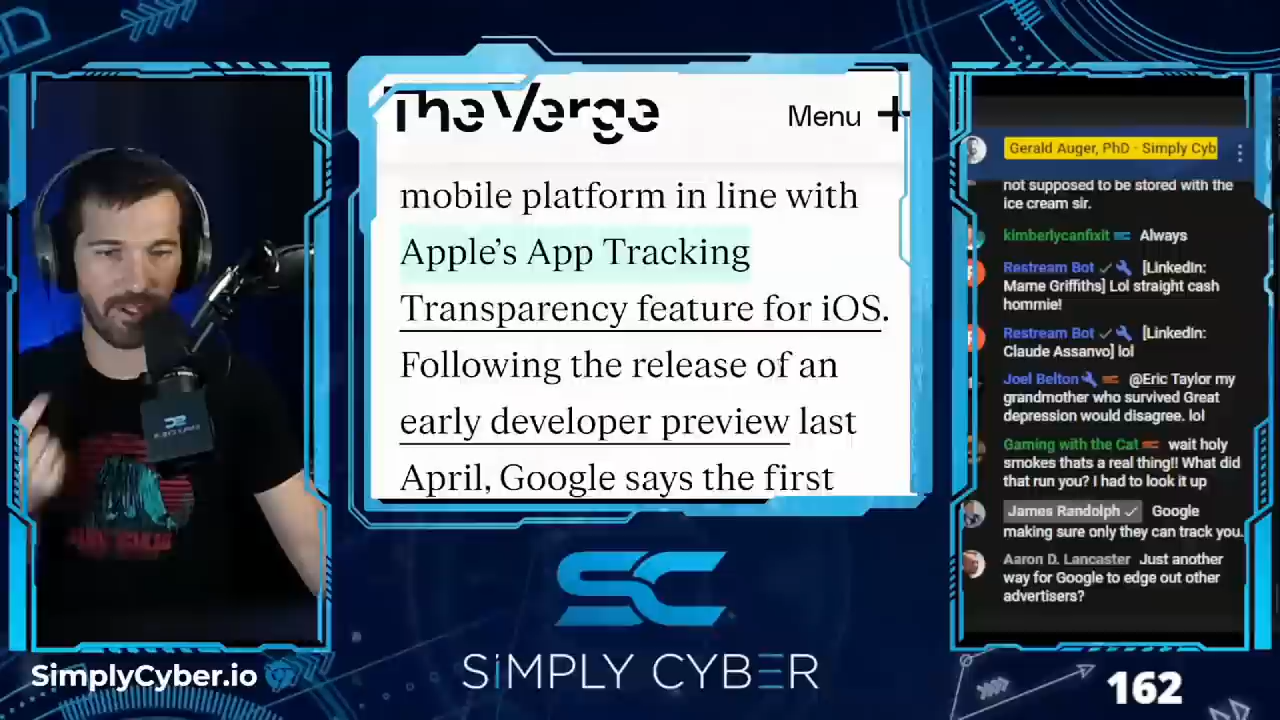 The Verge
Menu
mobile platform in line with
Apple’s App Tracking
Transparency feature for iOS.
Following the release of an
early developer preview last
April, Google says the first
Gerald Auger, PhD - Simply Cyb
not supposed to be stored with the
ice cream sir.
kimberlycanfixit Always
Restream Bot [LinkedIn:
Mame Griffiths] Lol straight cash
hommie!
Restream Bot [LinkedIn:
Claude Assanvo] lol
Joel Belton @Eric Taylor my
grandmother who survived Great
depression would disagree. lol
Gaming with the Cat wait holy
smokes thats a real thing!! What did
that run you? I had to look it up
James Randolph Google
making sure only they can track you.
Aaron D. Lancaster Just another
way for Google to edge out other
advertisers?
SC
SiMPLY CYBER
SimplyCyber.io
162